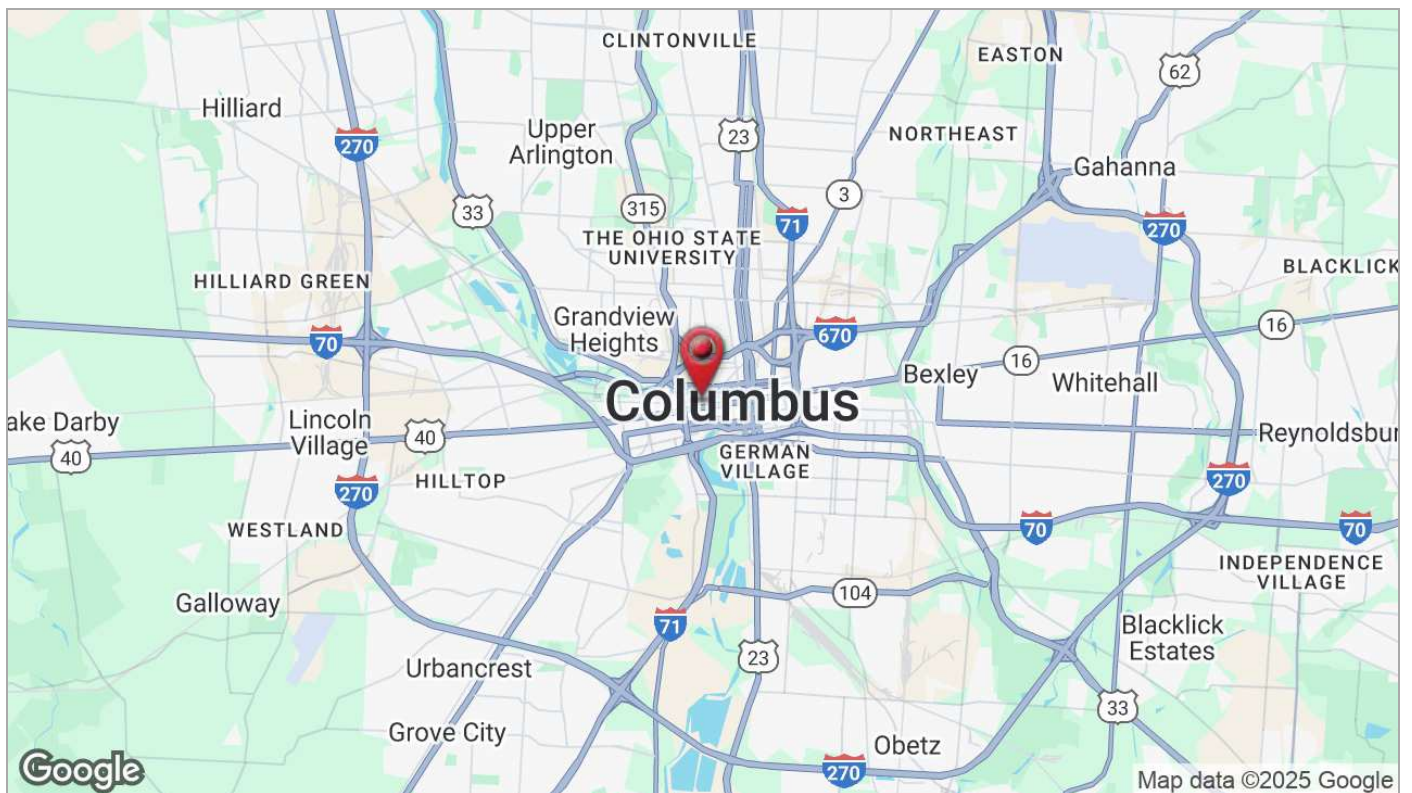 CLINTONVILLE
EASTON
62
Hilliard
270
Upper
Arlington
23
NORTHEAST
Gahanna
33
315
3
71
270
THE OHIO STATE
UNIVERSITY
HILLIARD GREEN
BLACKLICK
Grandview
Heights
70
670
16
16
Bexley
Whitehall
Columbus
ake Darby
Lincoln
Village
40
40
Reynoldsbur
GERMAN
VILLAGE
HILLTOP
270
270
WESTLAND
70
70
INDEPENDENCE
VILLAGE
Galloway
104
71
Blacklick
Estates
Urbancrest
23
33
Grove City
Obetz
270
Google
Map data ©2025 Google